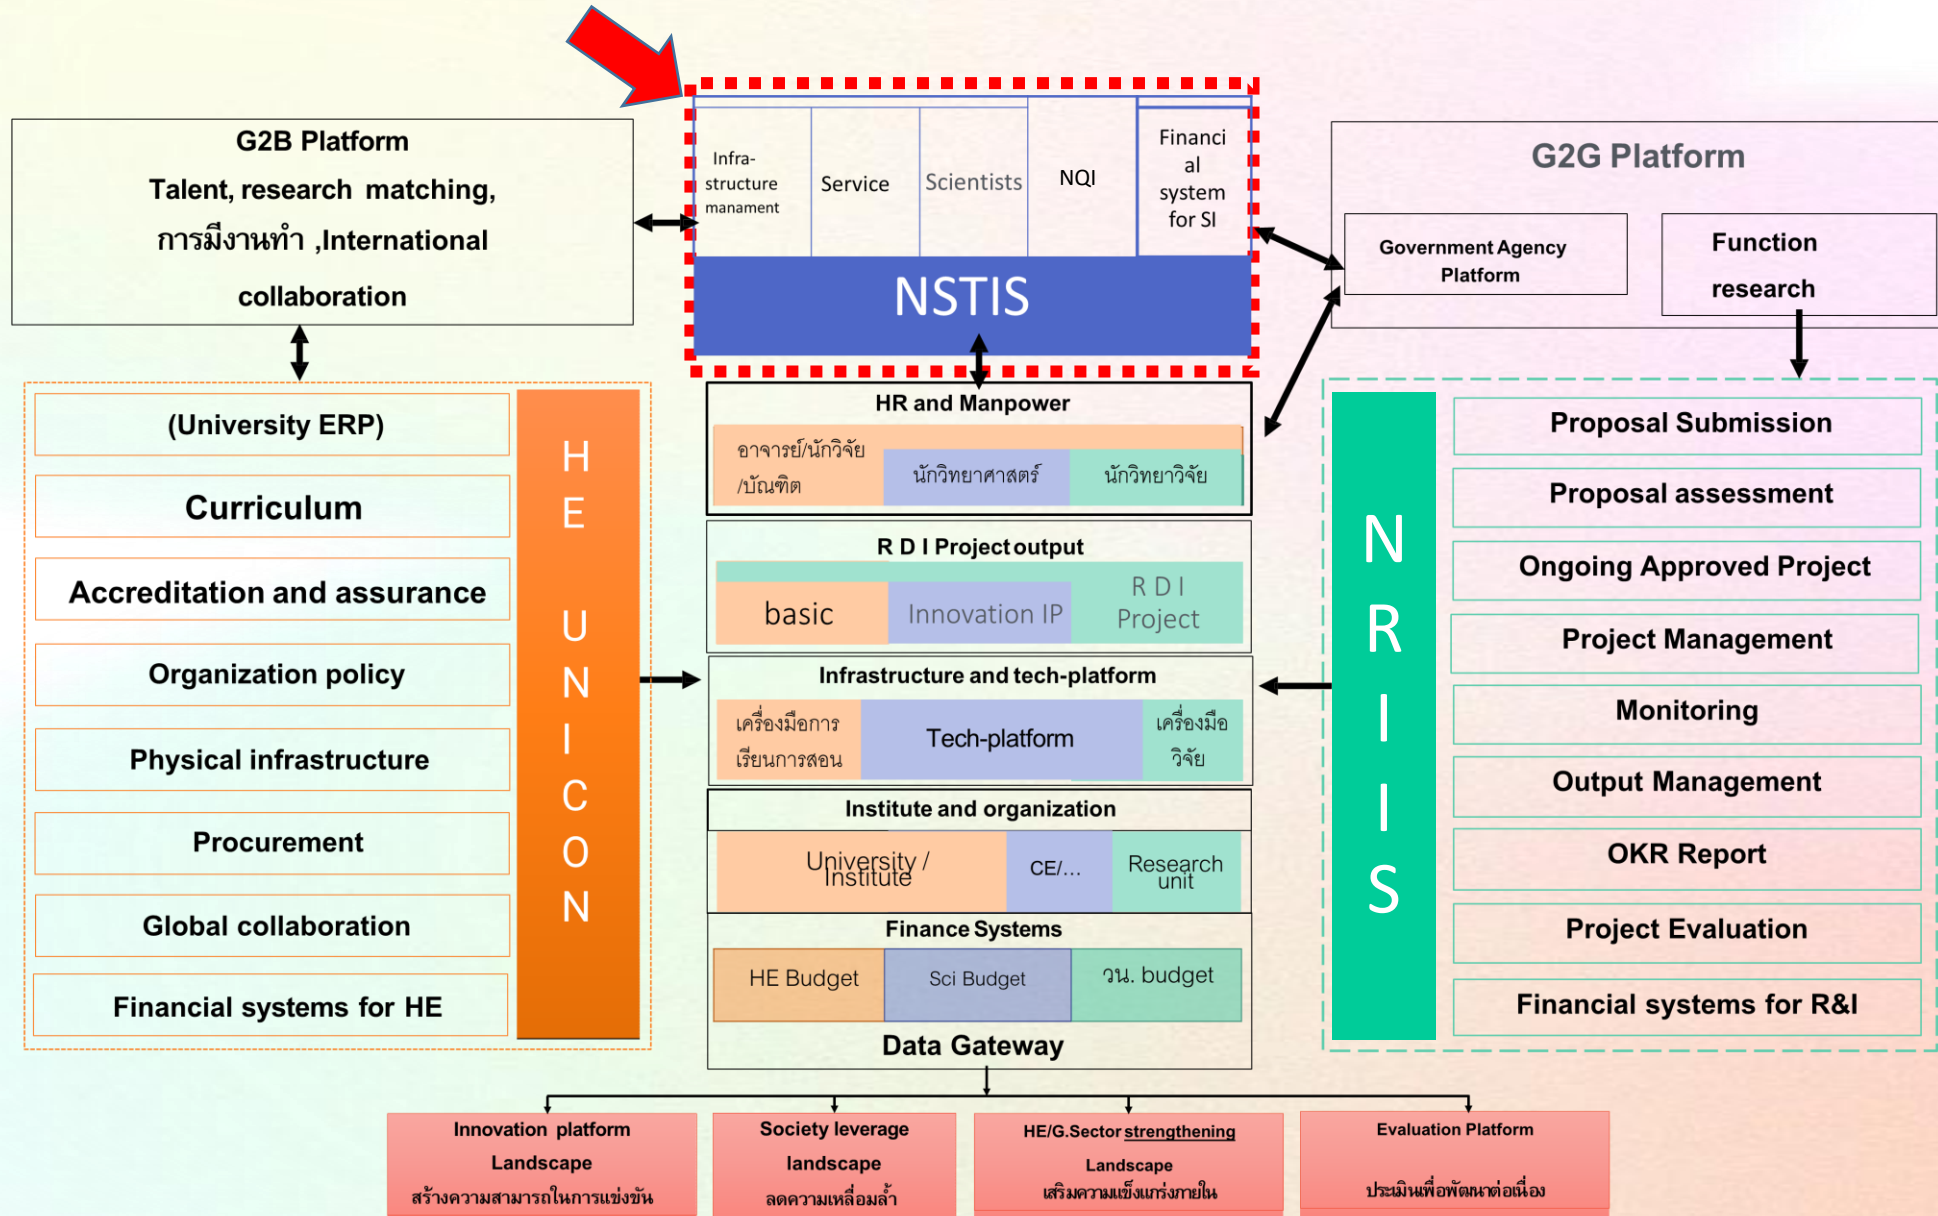 G2B Platform
Talent, research matching,
การมีงานทำ ,International
collaboration
Infra-
structure
manament
Service
Scientists
NQI
Financi
al
system
for SI
NSTIS
G2G Platform
Government Agency
Platform
Function
research
(University ERP)
Curriculum
Accreditation and assurance
Organization policy
Physical infrastructure
Procurement
Global collaboration
Financial systems for HE
HE UNICON
HR and Manpower
อาจารย์/นักวิจัย
/บัณฑิต
นักวิทยาศาสตร์
นักวิทยาวิจัย
R D I Project output
basic
Innovation IP
R D I
Project
Infrastructure and tech-platform
เครื่องมือการ
เรียนการสอน
Tech-platform
เครื่องมือ
วิจัย
Institute and organization
University /
Institute
CE/...
Research
unit
Finance Systems
HE Budget
Sci Budget
วน. budget
Data Gateway
NRIIS
Proposal Submission
Proposal assessment
Ongoing Approved Project
Project Management
Monitoring
Output Management
OKR Report
Project Evaluation
Financial systems for R&I
Innovation platform
Landscape
สร้างความสามารถในการแข่งขัน
Society leverage
landscape
ลดความเหลื่อมล้ำ
HE/G.Sector strengthening
Landscape
เสริมความแข็งแกร่งภายใน
Evaluation Platform
ประเมินเพื่อพัฒนาต่อเนื่อง